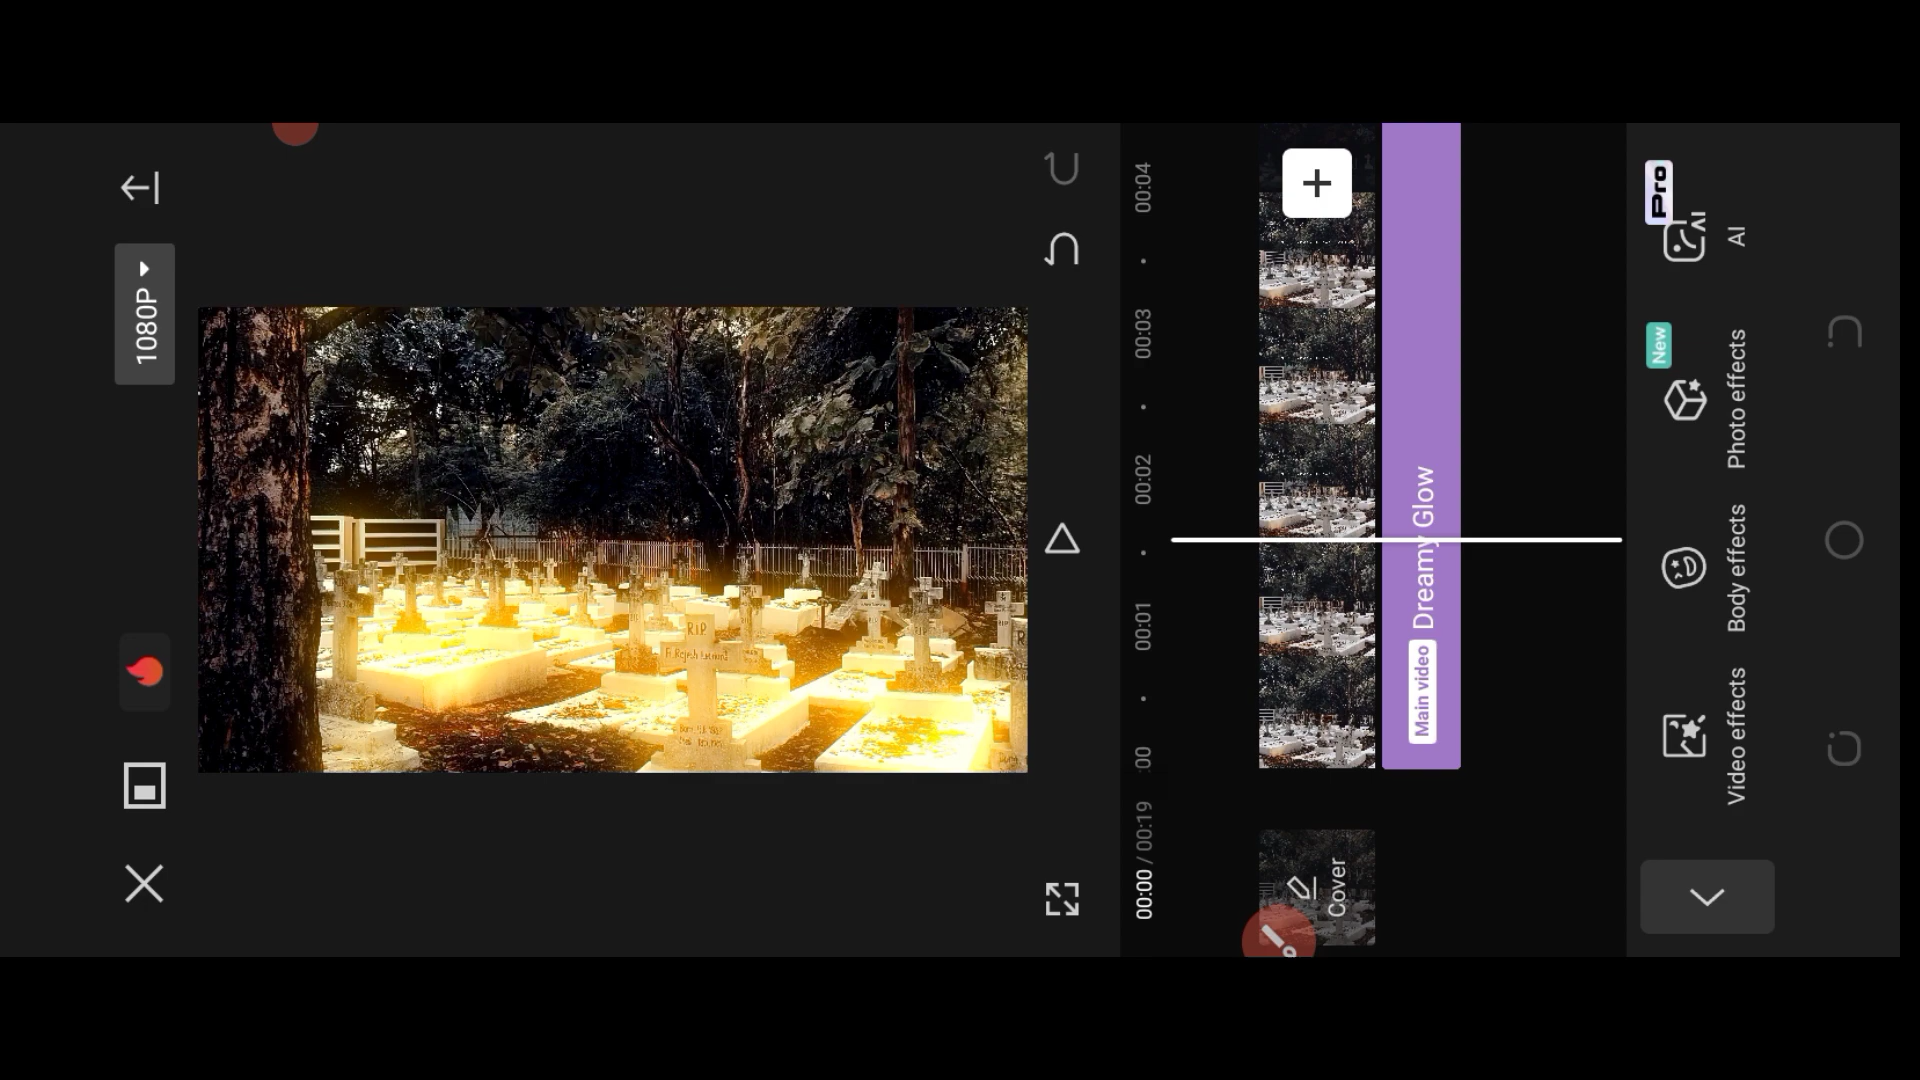 1080P
RIP
00:00 / 00:19
:00
00:01
00:02
00:03
00:04
Cover
Main video
Dreamy Glow
Video effects
Body effects
Photo effects
New
AI
Pro